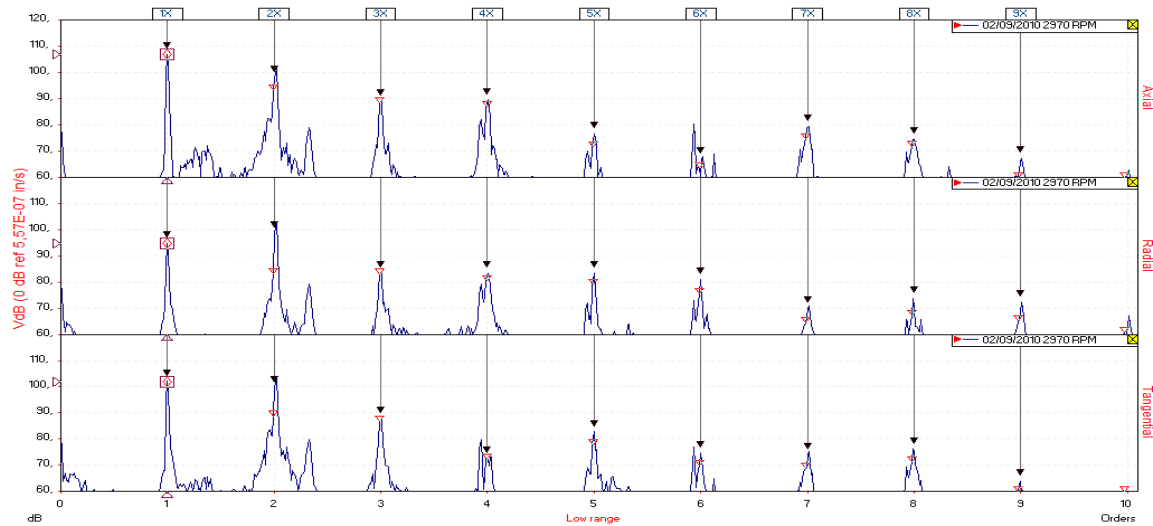 1X 2X 3X 4X 5X 6X 7X 8X 9X
120,
02/09/2010 2970 RPM
110,
100,
90,
80,
70,
60,
Axial
02/09/2010 2970 RPM
110,
100,
90,
80,
70,
60,
Radial
VdB (0 dB ref 5,57E-07 in/s)
02/09/2010 2970 RPM
110,
100,
90,
80,
70,
60,
Tangential
0 1 2 3 4 5 6 7 8 9 10
dB Low range Orders